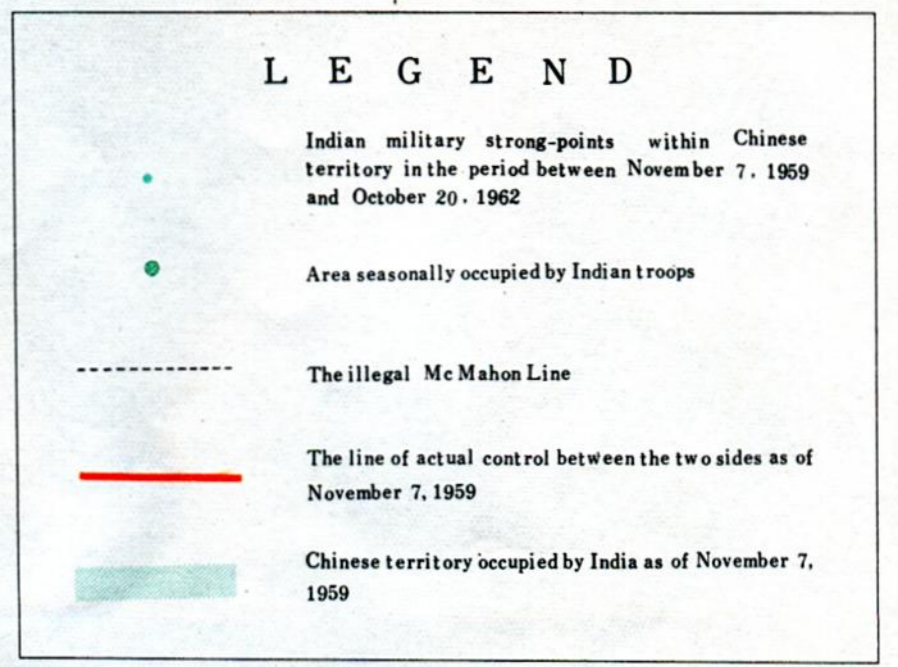 LEGEND
Indian military strong-points within Chinese
territory in the period between November 7, 1959
and October 20, 1962
Area seasonally occupied by Indian troops
The illegal Mc Mahon Line
The line of actual control between the two sides as of
November 7, 1959
Chinese territory occupied by India as of November 7,
1959